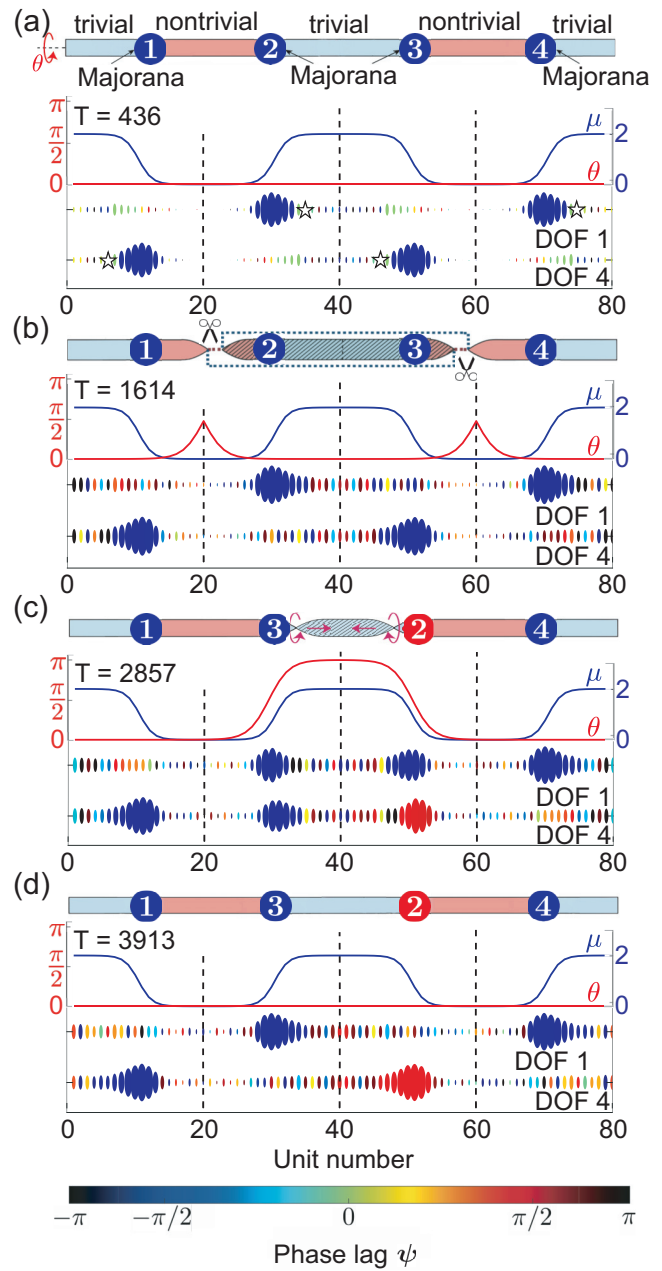 (a) trivial nontrivial trivial nontrivial trivial
θ 1 2 3 4
Majorana Majorana Majorana
π T = 436 μ
π/2 2
0 θ 0
DOF 1
DOF 4
0 20 40 60 80
(b)
1 2 3 4
π T = 1614 μ
π/2 2
0 θ 0
DOF 1
DOF 4
0 20 40 60 80
(c)
1 3 2 4
π T = 2857 μ
π/2 2
0 θ 0
DOF 1
DOF 4
0 20 40 60 80
(d)
1 3 2 4
π T = 3913 μ
π/2 2
0 θ 0
DOF 1
DOF 4
0 20 40 60 80
Unit number
−π −π/2 0 π/2 π
Phase lag ψ